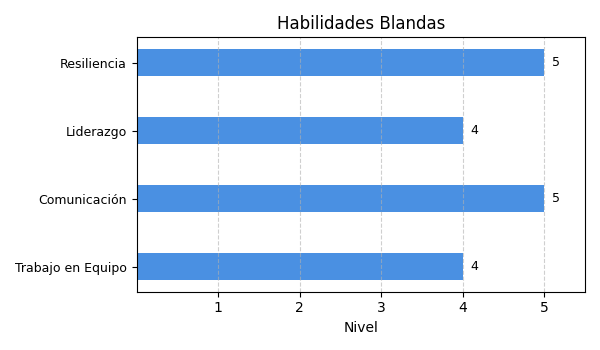 Habilidades Blandas
Resiliencia 5
Liderazgo 4
Comunicación 5
Trabajo en Equipo 4
1 2 3 4 5
Nivel